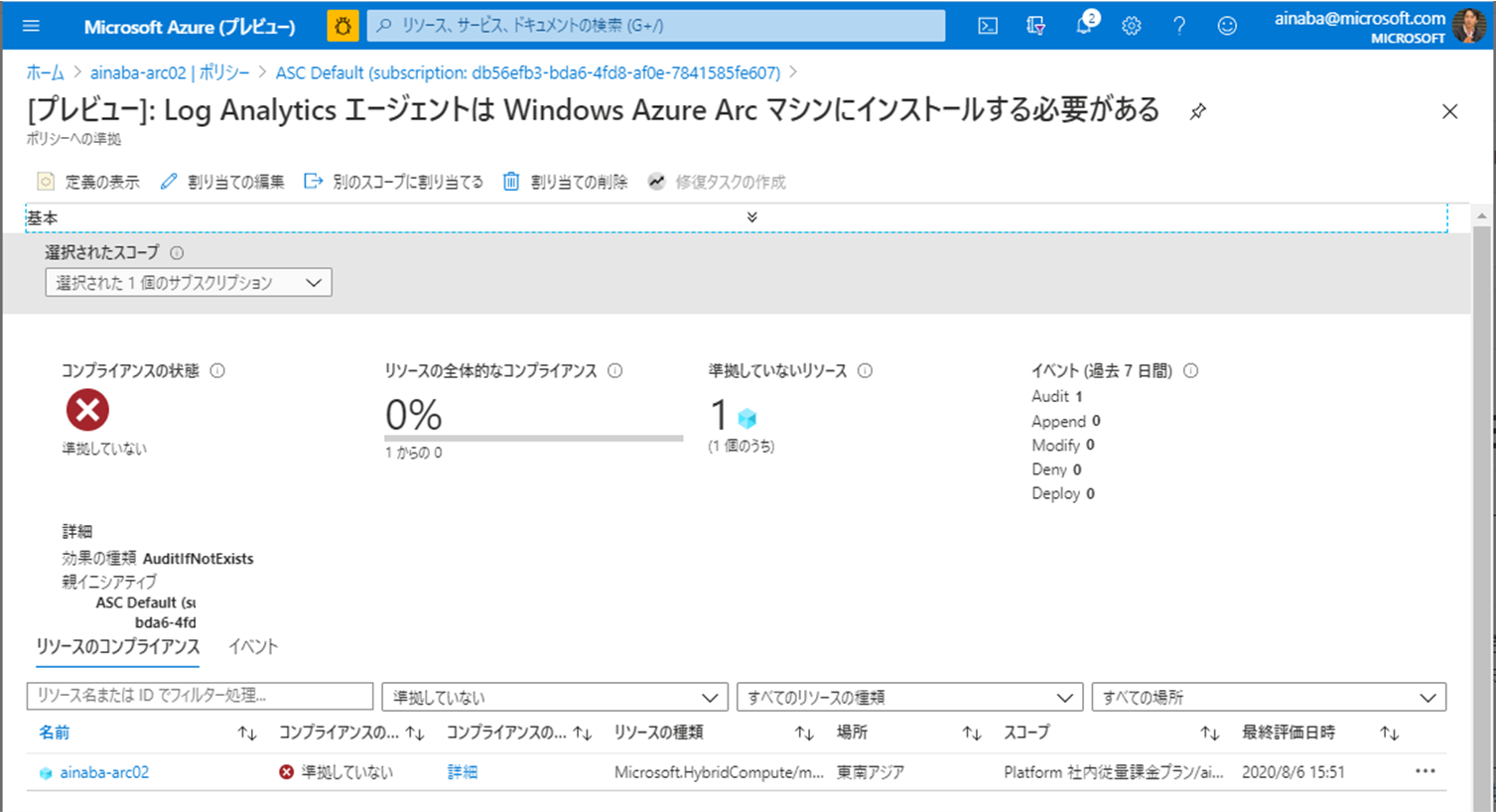 Microsoft Azure (プレビュー) リソース、サービス、ドキュメントの検索 (G+/) 2 ainaba@microsoft.com
MICROSOFT
ホーム > ainaba-arc02 | ポリシー > ASC Default (subscription: db56efb3-bda6-4fd8-af0e-7841585fe607) >
[プレビュー]: Log Analytics エージェントは Windows Azure Arc マシンにインストールする必要がある
ポリシーへの準拠
定義の表示 割り当ての編集 別のスコープに割り当てる 割り当ての削除 修復タスクの作成
基本
選択されたスコープ
選択された 1 個のサブスクリプション
コンプライアンスの状態 リソースの全体的なコンプライアンス 準拠していないリソース イベント (過去 7 日間)
Audit 1
0% 1
Append 0
準拠していない 1 からの 0 (1 個のうち) Modify 0
Deny 0
Deploy 0
詳細
効果の種類 AuditIfNotExists
親イニシアティブ
ASC Default (su
bda6-4fd
リソースのコンプライアンス イベント
リソース名または ID でフィルター処理... 準拠していない すべてのリソースの種類 すべての場所
名前 コンプライアンスの... コンプライアンスの... リソースの種類 場所 スコープ 最終評価日時
ainaba-arc02 準拠していない 詳細 Microsoft.HybridCompute/m... 東南アジア Platform 社内従量課金プラン/ai... 2020/8/6 15:51 ...